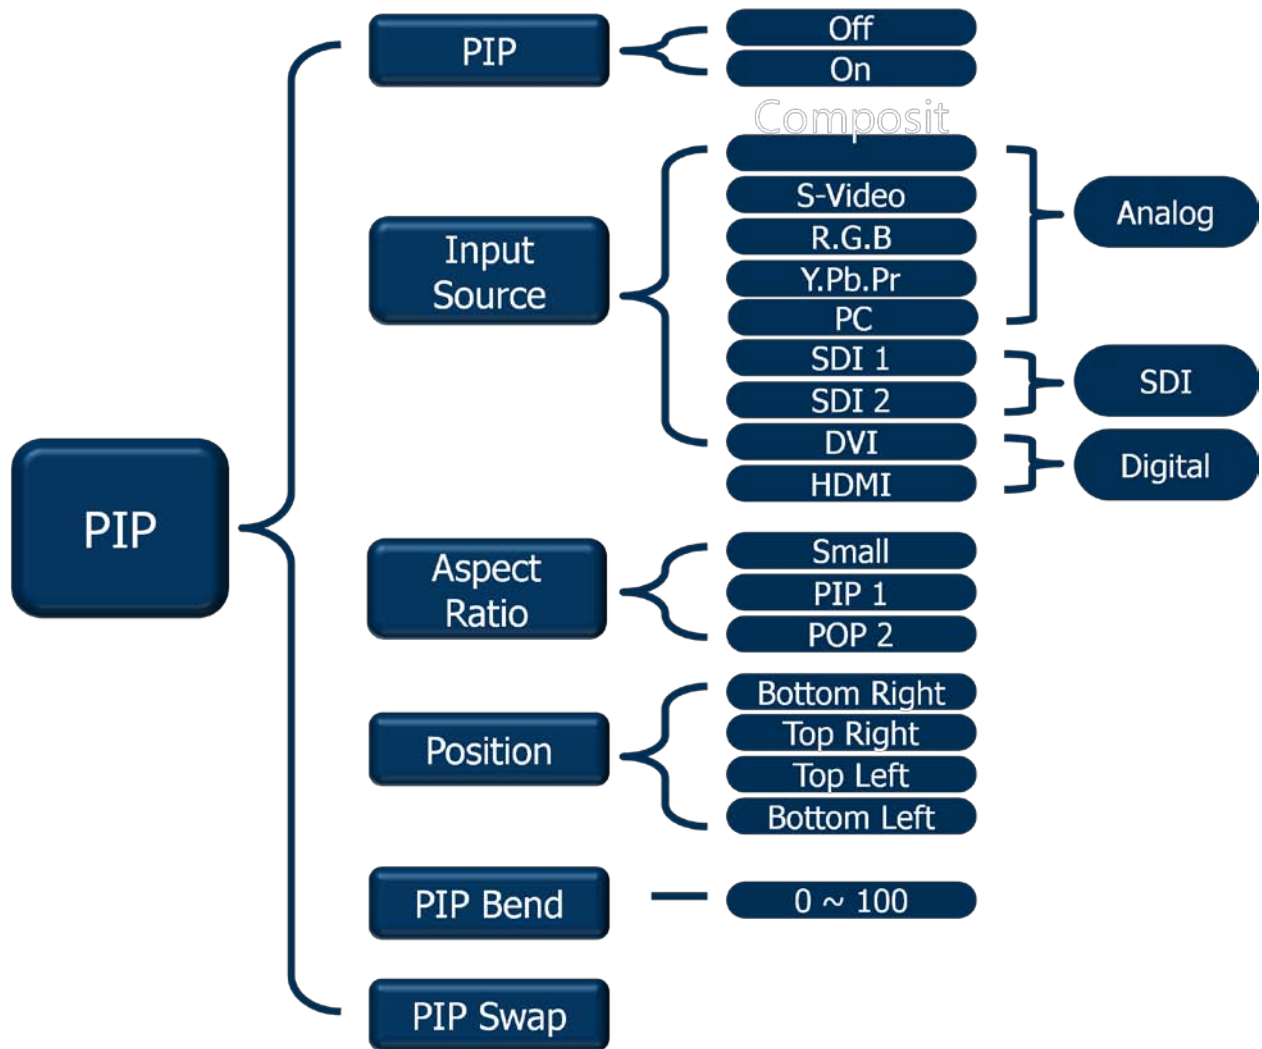 PIP
PIP
Off
On
Input
Source
Composit
S-Video
R.G.B
Y.Pb.Pr
PC
Analog
SDI 1
SDI 2
SDI
DVI
HDMI
Digital
Aspect
Ratio
Small
PIP 1
POP 2
Position
Bottom Right
Top Right
Top Left
Bottom Left
PIP Bend
0 ~ 100
PIP Swap